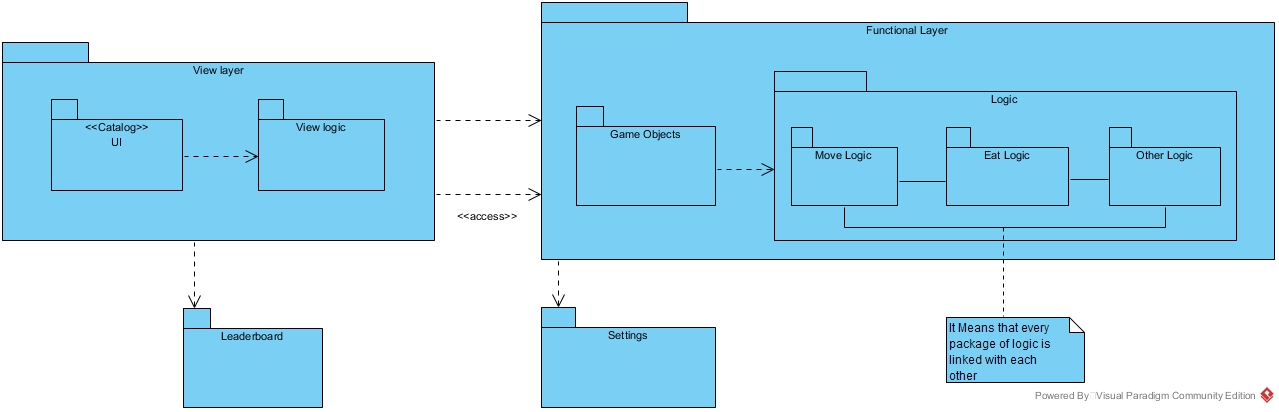 Functional Layer
View layer
Logic
<<Catalog>>
UI
View logic
Game Objects
Move Logic
Eat Logic
Other Logic
<<access>>
Leaderboard
Settings
It Means that every
package of logic is
linked with each
other
Powered By Visual Paradigm Community Edition